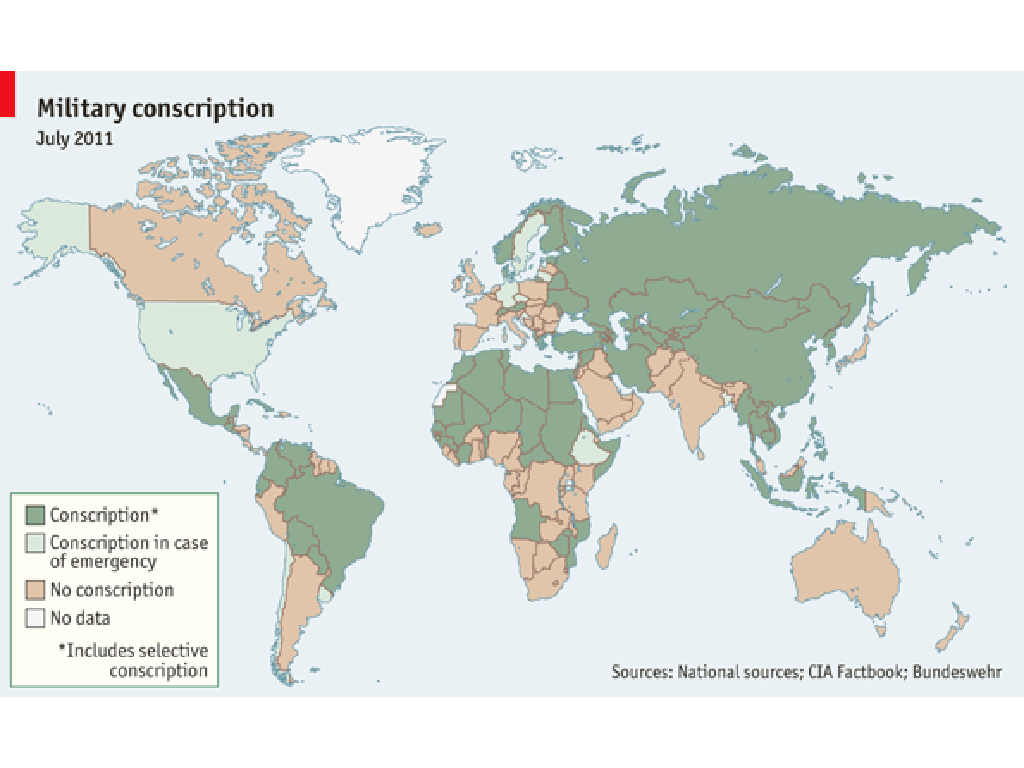 Military conscription
July 2011
Conscription*
Conscription in case
of emergency
No conscription
No data
*Includes selective
conscription
Sources: National sources; CIA Factbook; Bundeswehr